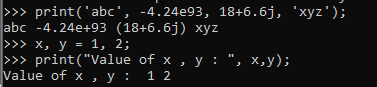 >>> print('abc', -4.24e93, 18+6.6j, 'xyz');
abc -4.24e+93 (18+6.6j) xyz
>>> x, y = 1, 2;
>>> print("Value of x , y : ", x,y);
Value of x , y :  1 2